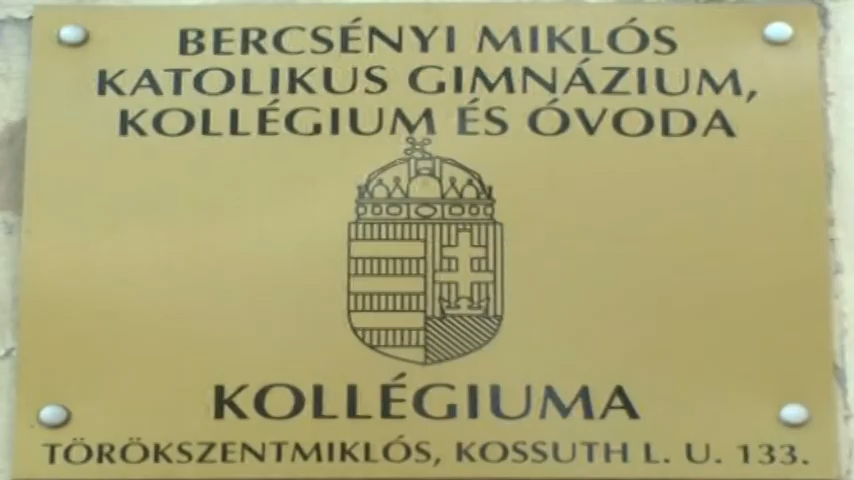 BERCSÉNYI MIKLÓS
KATOLIKUS GIMNÁZIUM,
KOLLÉGIUM ÉS ÓVODA
KOLLÉGIUMA
TÖRÖKSZENTMIKLÓS, KOSSUTH L. U. 133.